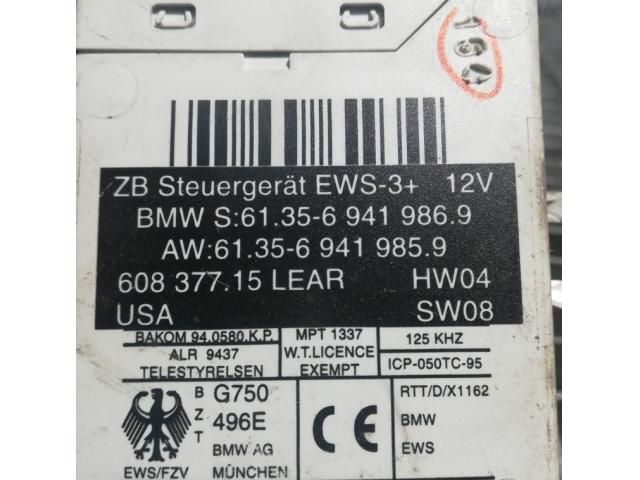 ZB Steuergerät EWS-3+ 12V
BMW S:61.35-6 941 986.9
AW:61.35-6 941 985.9
608 377.15 LEAR HW04
USA SW08
BAKOM 94.0580.K.P.
ALR 9437
TELESTYRELSEN
MPT 1337
W.T.LICENCE
EXEMPT
125 KHZ
ICP-050TC-95
BZT G750
496E
BMW AG
EWS/FZV MÜNCHEN
CE
RTT/D/X1162
BMW
EWS